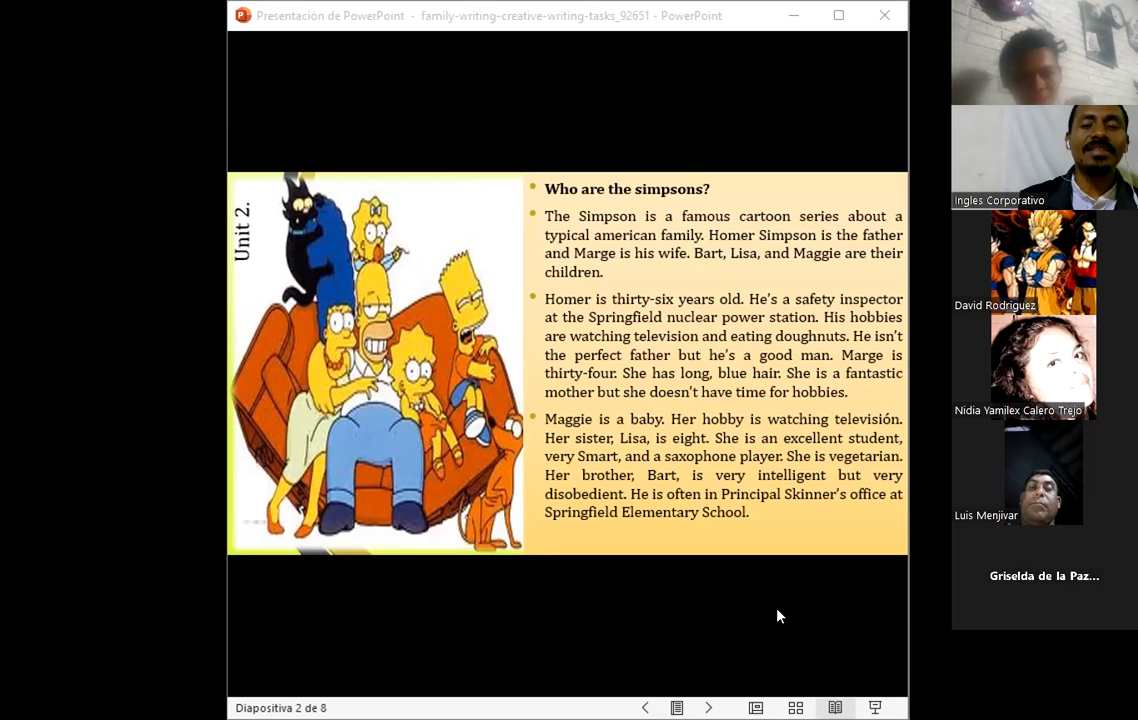 Presentación de PowerPoint - family-writing-creative-writing-tasks_92651 - PowerPoint
Unit 2.
Who are the simpsons?
The Simpson is a famous cartoon series about a
typical american family. Homer Simpson is the father
and Marge is his wife. Bart, Lisa, and Maggie are their
children.
Homer is thirty-six years old. He's a safety inspector
at the Springfield nuclear power station. His hobbies
are watching television and eating doughnuts. He isn't
the perfect father but he's a good man. Marge is
thirty-four. She has long, blue hair. She is a fantastic
mother but she doesn't have time for hobbies.
Maggie is a baby. Her hobby is watching televisión.
Her sister, Lisa, is eight. She is an excellent student,
very Smart, and a saxophone player. She is vegetarian.
Her brother, Bart, is very intelligent but very
disobedient. He is often in Principal Skinner's office at
Springfield Elementary School.
Diapositiva 2 de 8
Ingles Corporativo
David Rodriguez
Nidia Yamilex Calero Trejo
Luis Menjivar
Griselda de la Paz...